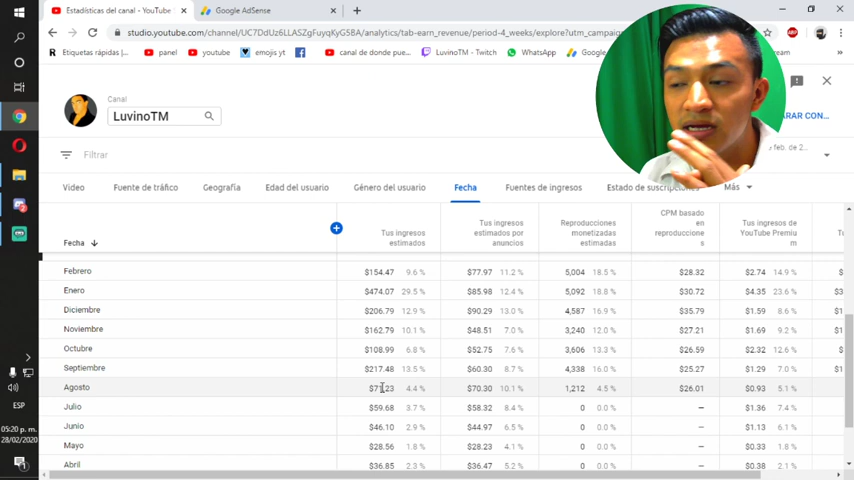 Estadísticas del canal - YouTube
Google AdSense
studio.youtube.com/channel/UC7DdUz6LLASZgFuyqKyG58A/analytics/tab-earn_revenue/period-4_weeks/explore?utm_campai
Etiquetas rápidas |...
panel
youtube
emojis yt
canal de donde pue...
LuvinoTM - Twitch
WhatsApp
Canal
LuvinoTM
ARAR CON...
Filtrar
feb. de 2...
Video
Fuente de tráfico
Geografía
Edad del usuario
Género del usuario
Fecha
Fuentes de ingresos
Estado de
Más
Fecha
Tus ingresos estimados
Tus ingresos estimados por anuncios
Reproducciones monetizadas estimadas
CPM basado en reproduccione s
Tus ingresos de YouTube Premiu m
Febrero $154.47 9.6 % $77.97 11.2 % 5,004 18.5 % $28.32 $2.74 14.9 %
Enero $474.07 29.5 % $85.98 12.4 % 5,092 18.8 % $30.72 $4.35 23.6 %
Diciembre $206.79 12.9 % $90.29 13.0 % 4,587 16.9 % $35.79 $1.59 8.6 %
Noviembre $162.79 10.1 % $48.51 7.0 % 3,240 12.0 % $27.21 $1.69 9.2 %
Octubre $108.99 6.8 % $52.75 7.6 % 3,606 13.3 % $26.59 $2.32 12.6 %
Septiembre $217.48 13.5 % $60.30 8.7 % 4,338 16.0 % $25.27 $1.29 7.0 %
Agosto 4.4 % $70.30 10.1 % 1,212 4.5 % $26.01 $0.93 5.1 %
Julio $59.68 3.7 % $58.32 8.4 % 0 0.0 % – $1.36 7.4 %
Junio $46.10 2.9 % $44.97 6.5 % 0 0.0 % – $1.13 6.1 %
Mayo $28.56 1.8 % $28.23 4.1 % 0 0.0 % – $0.33 1.8 %
Abril $36.85 2.3 % $36.47 5.2 % 0 0.0 % – $0.38 2.1 %
ESP
05:20 p. m.
28/02/2020